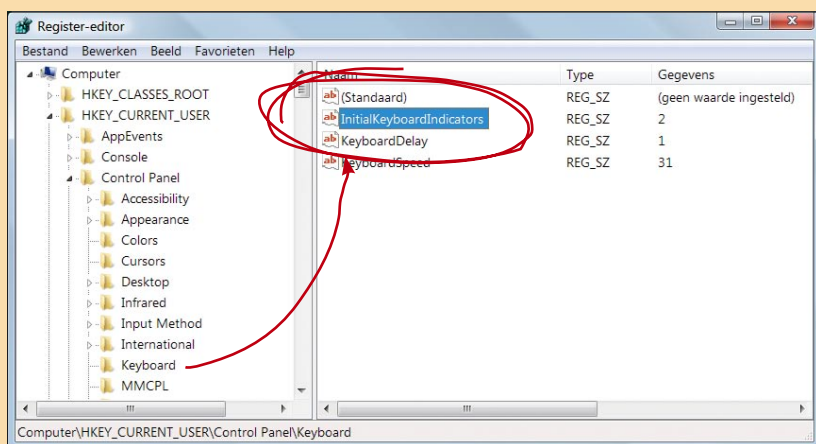 Register-editor
Bestand Bewerken Beeld Favorieten Help
Computer
HKEY_CLASSES_ROOT
HKEY_CURRENT_USER
AppEvents
Console
Control Panel
Accessibility
Appearance
Colors
Cursors
Desktop
Infrared
Input Method
International
Keyboard
MMCPL
Naam Type Gegevens
(Standaard) REG_SZ (geen waarde ingesteld)
InitialKeyboardIndicators REG_SZ 2
KeyboardDelay REG_SZ 1
KeyboardSpeed REG_SZ 31
Computer\HKEY_CURRENT_USER\Control Panel\Keyboard